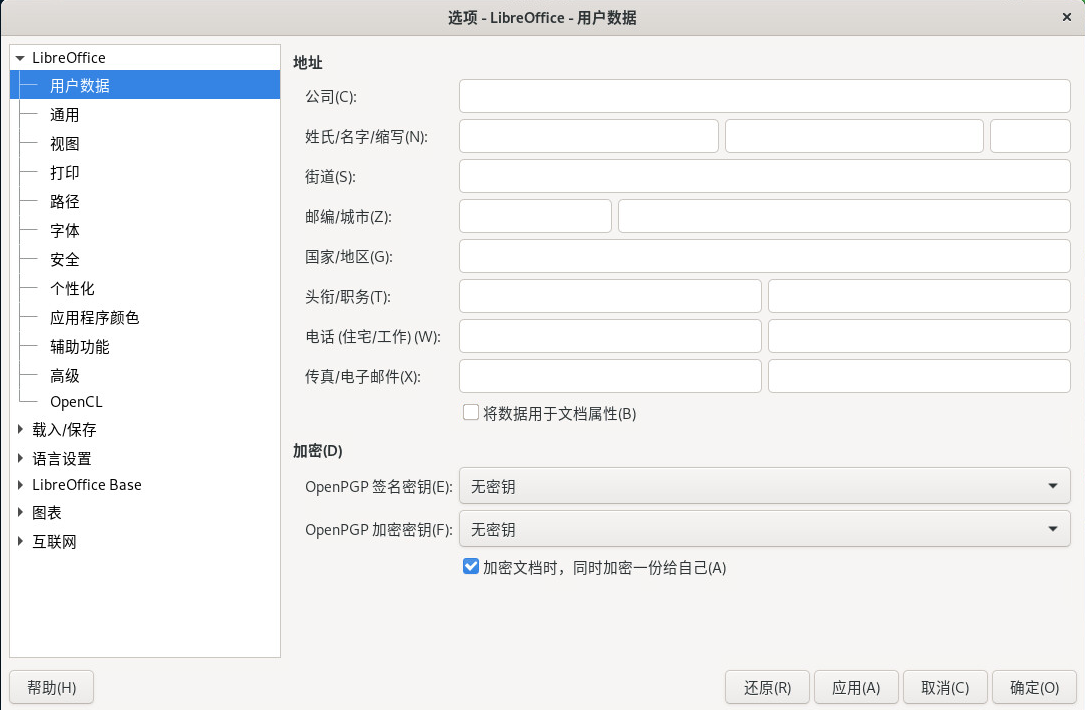 选项 - LibreOffice - 用户数据
LibreOffice
用户数据
通用
视图
打印
路径
字体
安全
个性化
应用程序颜色
辅助功能
高级
OpenCL
载入/保存
语言设置
LibreOffice Base
图表
互联网
地址
公司(C):
姓氏/名字/缩写(N):
街道(S):
邮编/城市(Z):
国家/地区(G):
头衔/职务(T):
电话 (住宅/工作) (W):
传真/电子邮件(X):
将数据用于文档属性(B)
加密(D)
OpenPGP 签名密钥(E): 无密钥
OpenPGP 加密密钥(F): 无密钥
加密文档时，同时加密一份给自己(A)
帮助(H) 还原(R) 应用(A) 取消(C) 确定(O)